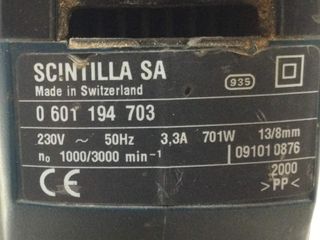 SCINTILLA SA
Made in Switzerland
935
0 601 194 703
230V ~ 50Hz 3,3A 701W 13/8mm
n₀ 1000/3000 min⁻¹ 091010876
CE 2000
>PP<